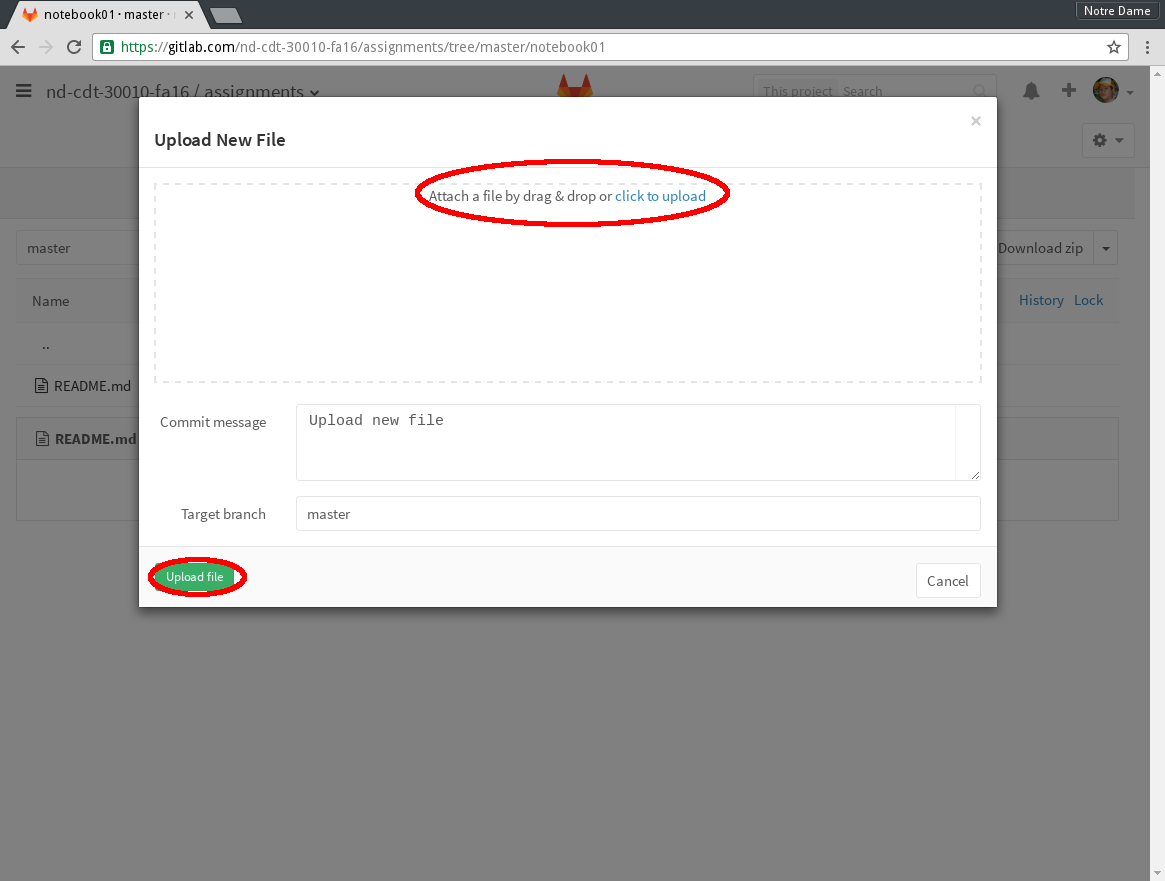 notebook01 · master ·
Notre Dame
https://gitlab.com/nd-cdt-30010-fa16/assignments/tree/master/notebook01
nd-cdt-30010-fa16 / assignments
This project Search
Upload New File
×
Attach a file by drag & drop or click to upload
master
Download zip
Name
History Lock
..
README.md
Commit message
Upload new file
README.md
Target branch
master
Upload file
Cancel